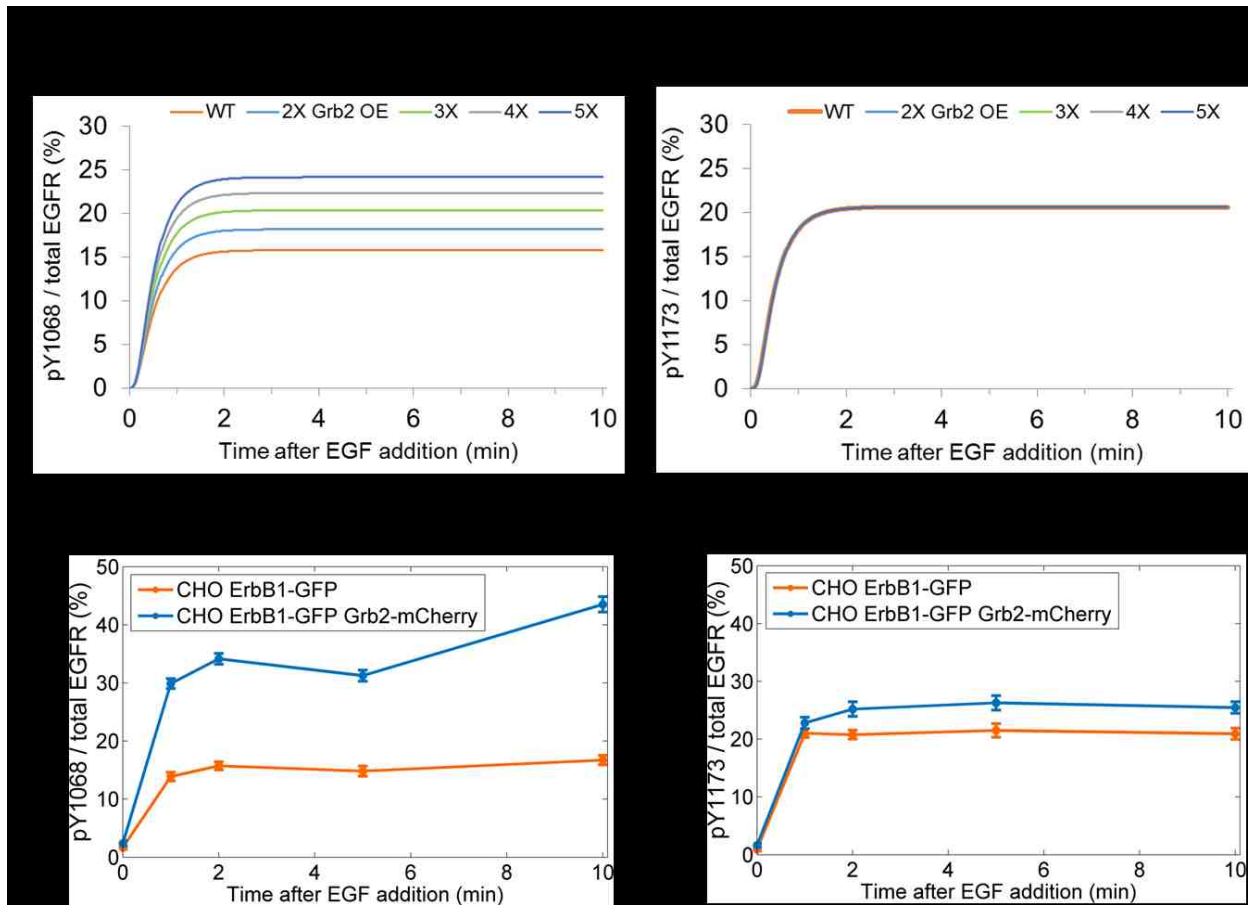 WT 2X Grb2 OE 3X 4X 5X
pY1068 / total EGFR (%)
30
25
20
15
10
5
0
0 2 4 6 8 10
Time after EGF addition (min)
WT 2X Grb2 OE 3X 4X 5X
pY1173 / total EGFR (%)
30
25
20
15
10
5
0
0 2 4 6 8 10
Time after EGF addition (min)
CHO ErbB1-GFP
CHO ErbB1-GFP Grb2-mCherry
pY1068 / total EGFR (%)
50
40
30
20
10
0
0 2 4 6 8 10
Time after EGF addition (min)
CHO ErbB1-GFP
CHO ErbB1-GFP Grb2-mCherry
pY1173 / total EGFR (%)
50
40
30
20
10
0
0 2 4 6 8 10
Time after EGF addition (min)